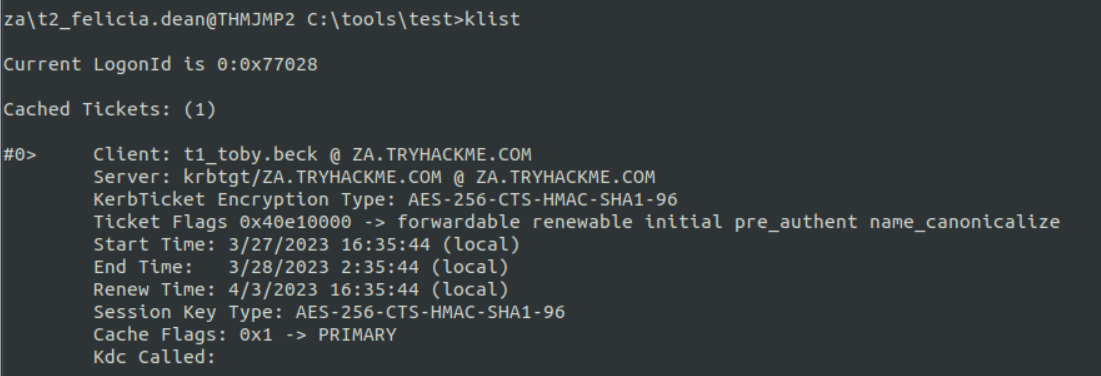 za\t2_felicia.dean@THMJMP2 C:\tools\test>klist
Current LogonId is 0:0x77028
Cached Tickets: (1)
#0>     Client: t1_toby.beck @ ZA.TRYHACKME.COM
        Server: krbtgt/ZA.TRYHACKME.COM @ ZA.TRYHACKME.COM
        KerbTicket Encryption Type: AES-256-CTS-HMAC-SHA1-96
        Ticket Flags 0x40e10000 -> forwardable renewable initial pre_authent name_canonicalize
        Start Time: 3/27/2023 16:35:44 (local)
        End Time:   3/28/2023 2:35:44 (local)
        Renew Time: 4/3/2023 16:35:44 (local)
        Session Key Type: AES-256-CTS-HMAC-SHA1-96
        Cache Flags: 0x1 -> PRIMARY
        Kdc Called: